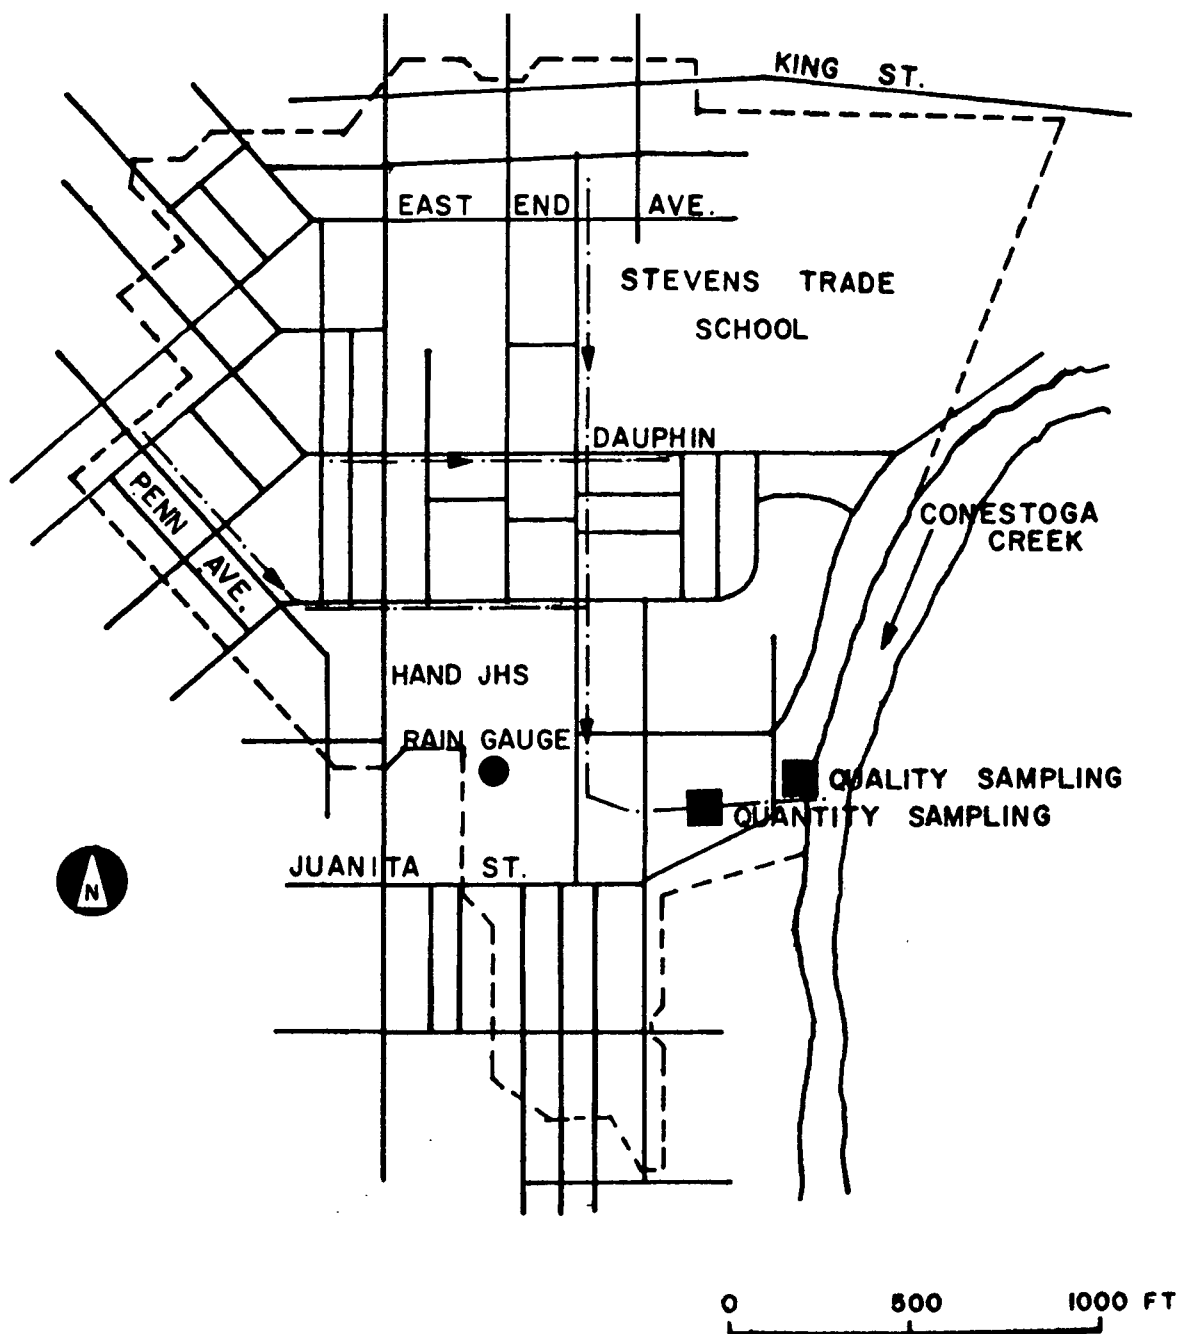 KING ST.
EAST END AVE.
STEVENS TRADE
SCHOOL
DAUPHIN
PENN AVE.
CONESTOGA
CREEK
HAND JHS
RAIN GAUGE
QUALITY SAMPLING
QUANTITY SAMPLING
JUANITA ST.
N
0 500 1000 FT